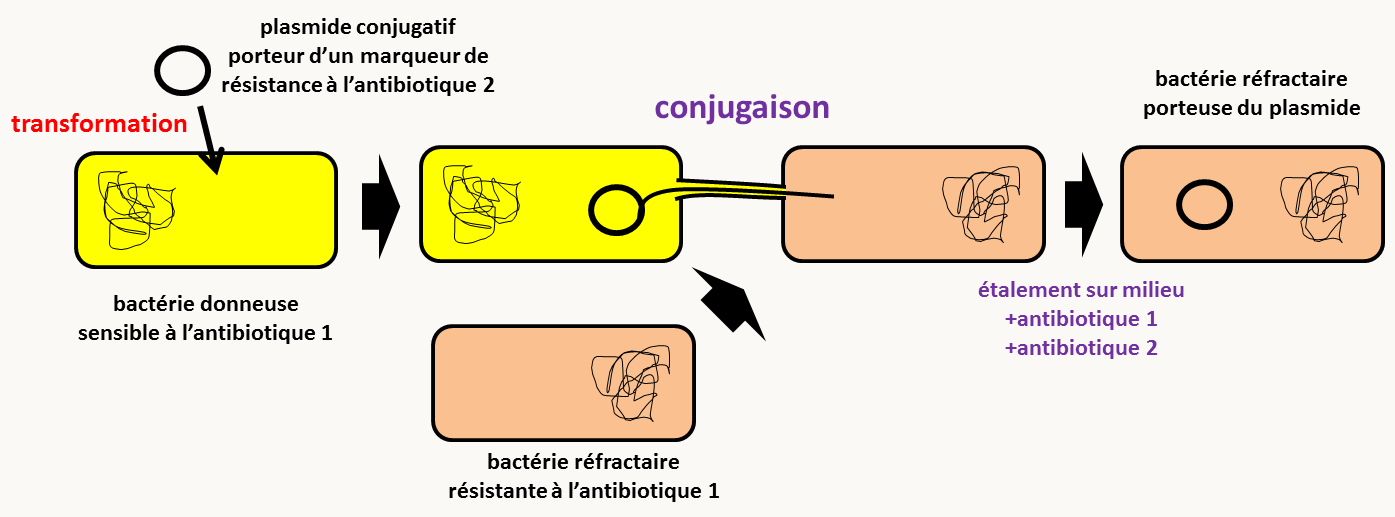 plasmide conjugatif
porteur d’un marqueur de
résistance à l’antibiotique 2
transformation
conjugaison
bactérie réfractaire
porteuse du plasmide
bactérie donneuse
sensible à l’antibiotique 1
étalement sur milieu
+antibiotique 1
+antibiotique 2
bactérie réfractaire
résistante à l’antibiotique 1